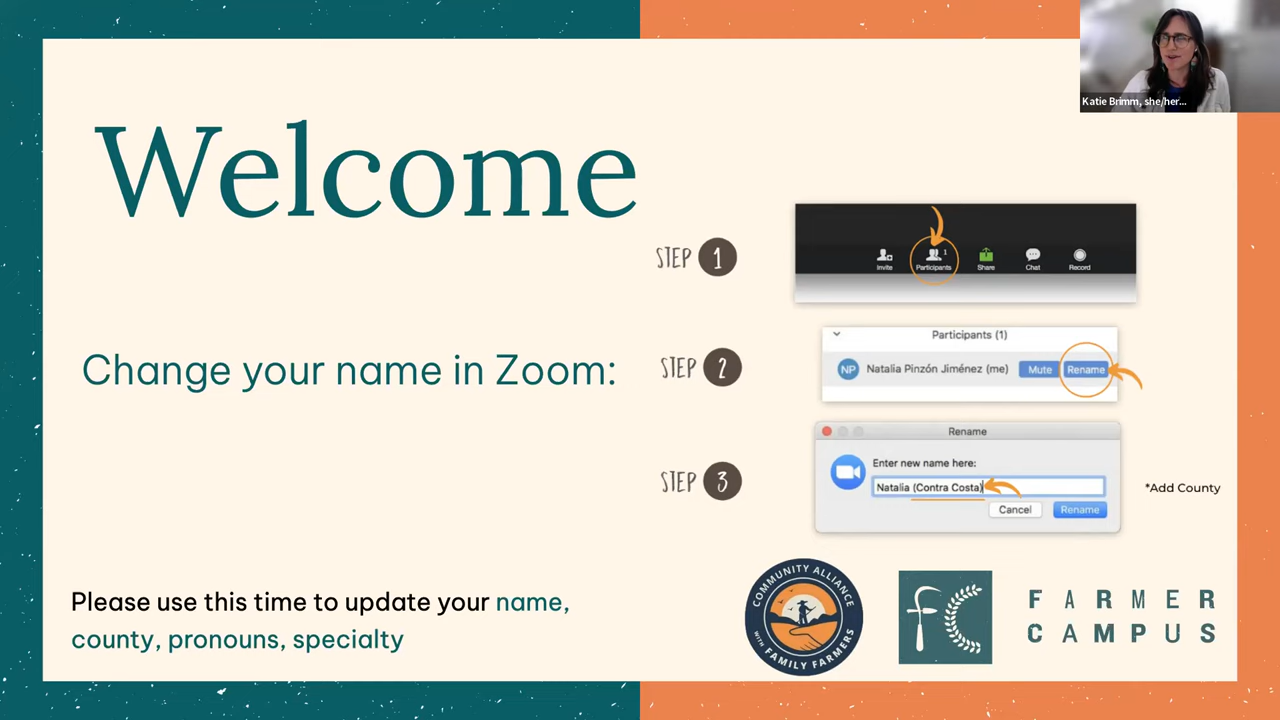 Katie Brimm, she/her...
Welcome
STEP 1
1
Invite
Participants
Share
Chat
Record
Change your name in Zoom:
STEP 2
Participants (1)
NP
Natalia Pinzón Jiménez (me)
Mute
Rename
STEP 3
Rename
Enter new name here:
Natalia (Contra Costa)
Cancel
Rename
*Add County
Please use this time to update your name,
county, pronouns, specialty
COMMUNITY ALLIANCE
WITH
FAMILY FARMERS
FC
FARMER
CAMPUS